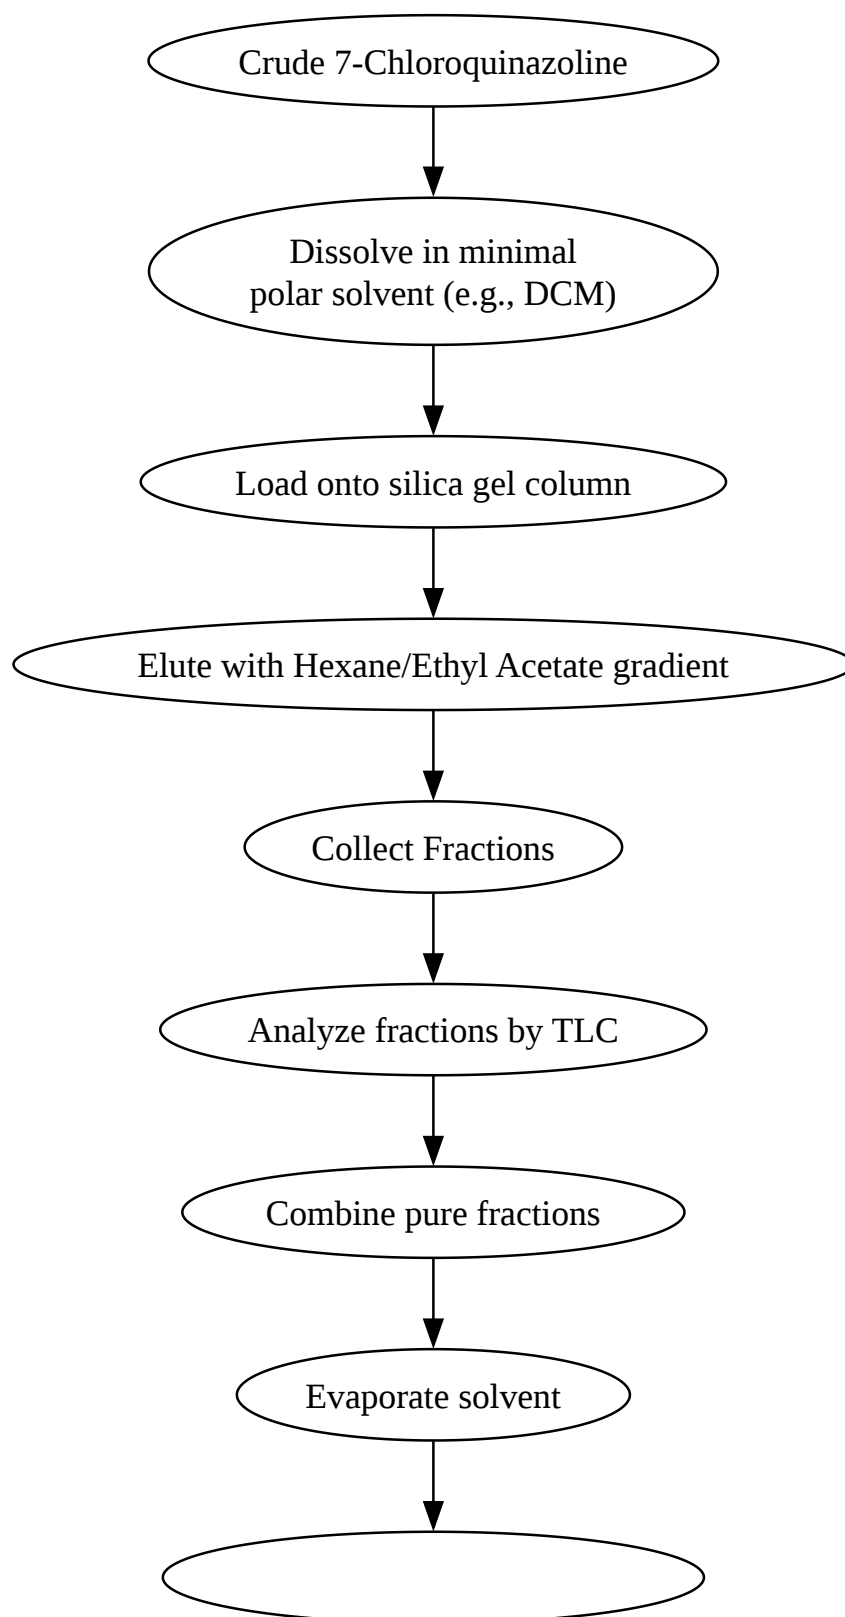 Crude 7-Chloroquinazoline
Dissolve in minimal
polar solvent (e.g., DCM)
Load onto silica gel column
Elute with Hexane/Ethyl Acetate gradient
Collect Fractions
Analyze fractions by TLC
Combine pure fractions
Evaporate solvent